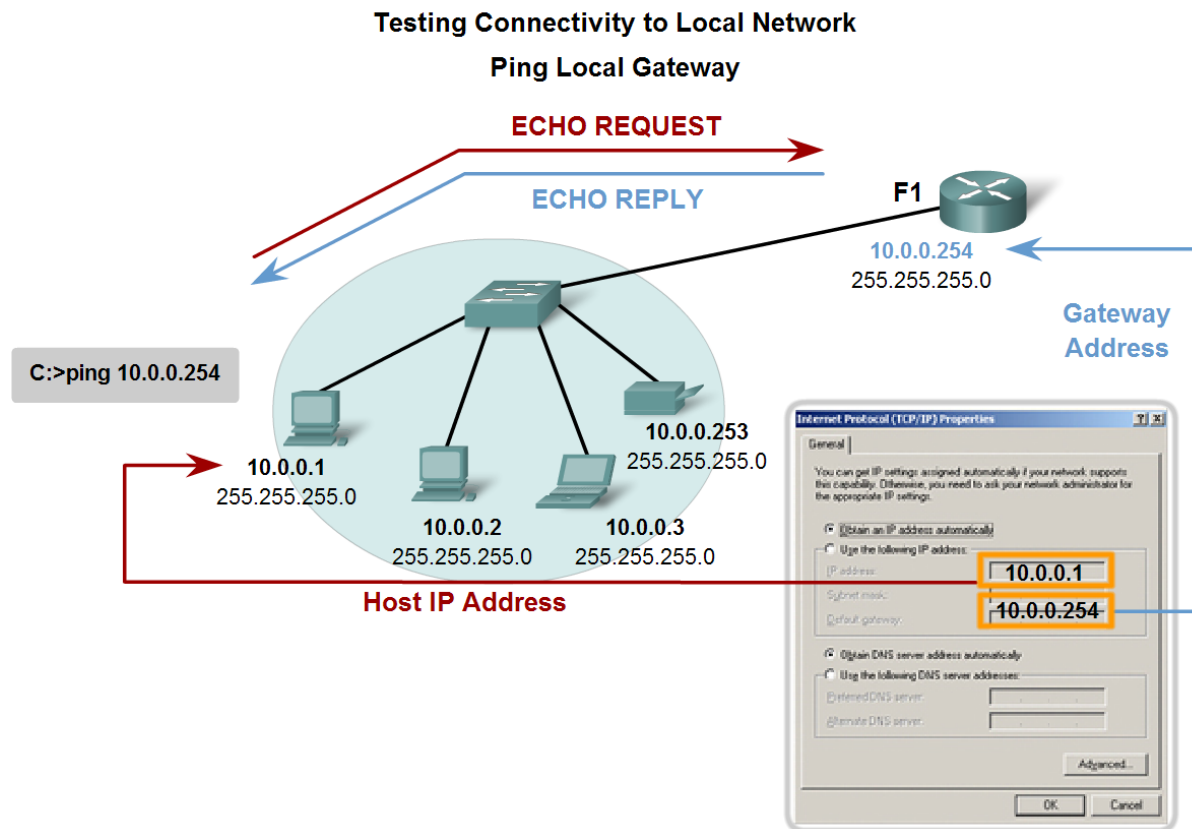 Testing Connectivity to Local Network
Ping Local Gateway
ECHO REQUEST
ECHO REPLY
F1
10.0.0.254
255.255.255.0
Gateway
Address
C:>ping 10.0.0.254
10.0.0.1
255.255.255.0
10.0.0.2
255.255.255.0
10.0.0.3
255.255.255.0
10.0.0.253
255.255.255.0
Host IP Address
Internet Protocol (TCP/IP) Properties
General
You can get IP settings assigned automatically if your network supports
this capability. Otherwise, you need to ask your network administrator for
the appropriate IP settings.
Obtain an IP address automatically
Use the following IP address:
IP address:
10.0.0.1
Subnet mask:
Default gateway:
10.0.0.254
Obtain DNS server address automatically
Use the following DNS server addresses:
Preferred DNS server:
Alternate DNS server:
Advanced...
OK
Cancel